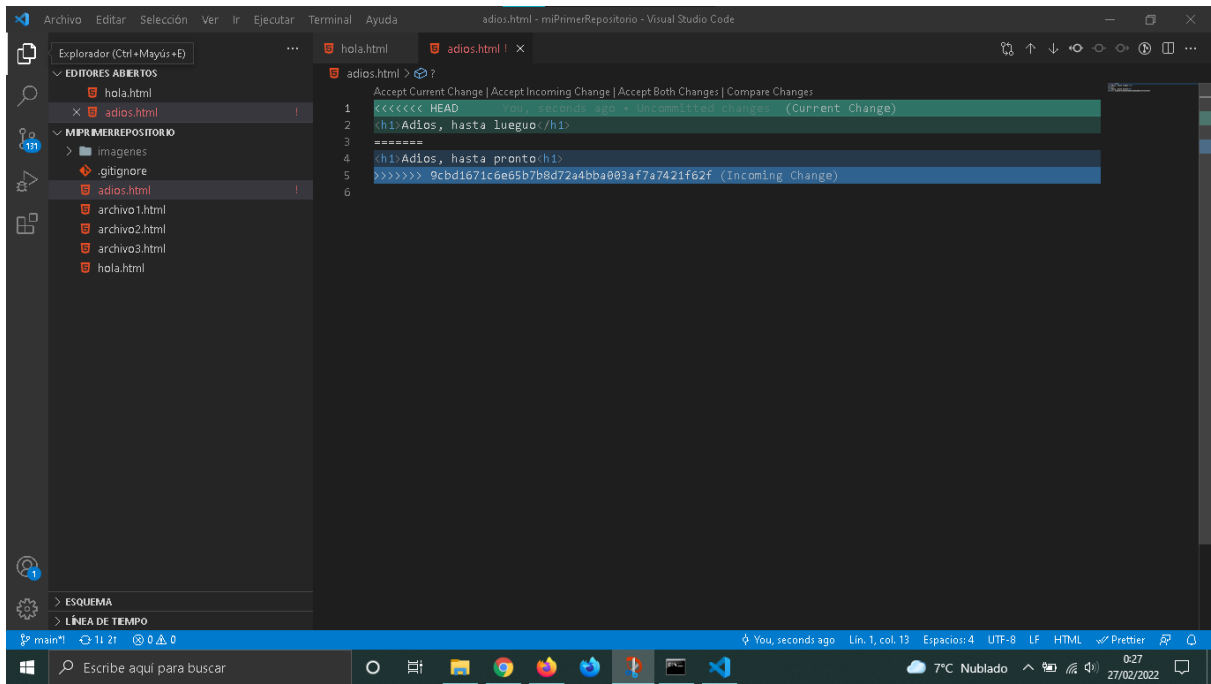 Archivo Editar Selección Ver Ir Ejecutar Terminal Ayuda adios.html - miPrimerRepositorio - Visual Studio Code
Explorador (Ctrl+Mayús+E) ...
hola.html adios.html !
EDITORES ABIERTOS
hola.html
adios.html !
MIPRIMERREPOSITORIO
imagenes
.gitignore
adios.html !
archivo1.html
archivo2.html
archivo3.html
hola.html
adios.html > ?
Accept Current Change | Accept Incoming Change | Accept Both Changes | Compare Changes
1 <<<<<<< HEAD You, seconds ago • Uncommitted changes (Current Change)
2 <h1>Adios, hasta lueguo</h1>
3 =======
4 <h1>Adios, hasta pronto<h1>
5 >>>>>>> 9cbd1671c6e65b7b8d72a4bba003af7a7421f62f (Incoming Change)
6
131
1
ESQUEMA
LÍNEA DE TIEMPO
main*! 1↓ 2↑ 0 0 You, seconds ago Lín. 1, col. 13 Espacios: 4 UTF-8 LF HTML Prettier
Escribe aquí para buscar 7°C Nublado 0:27
27/02/2022